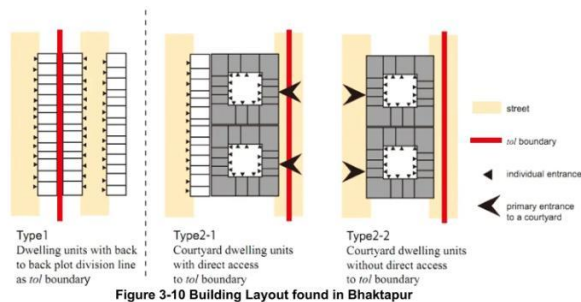 street
tol boundary
individual entrance
primary entrance
to a courtyard
Type1
Dwelling units with back
to back plot division line
as tol boundary
Type2-1
Courtyard dwelling units
with direct access
to tol boundary
Type2-2
Courtyard dwelling units
without direct access
to tol boundary
Figure 3-10 Building Layout found in Bhaktapur